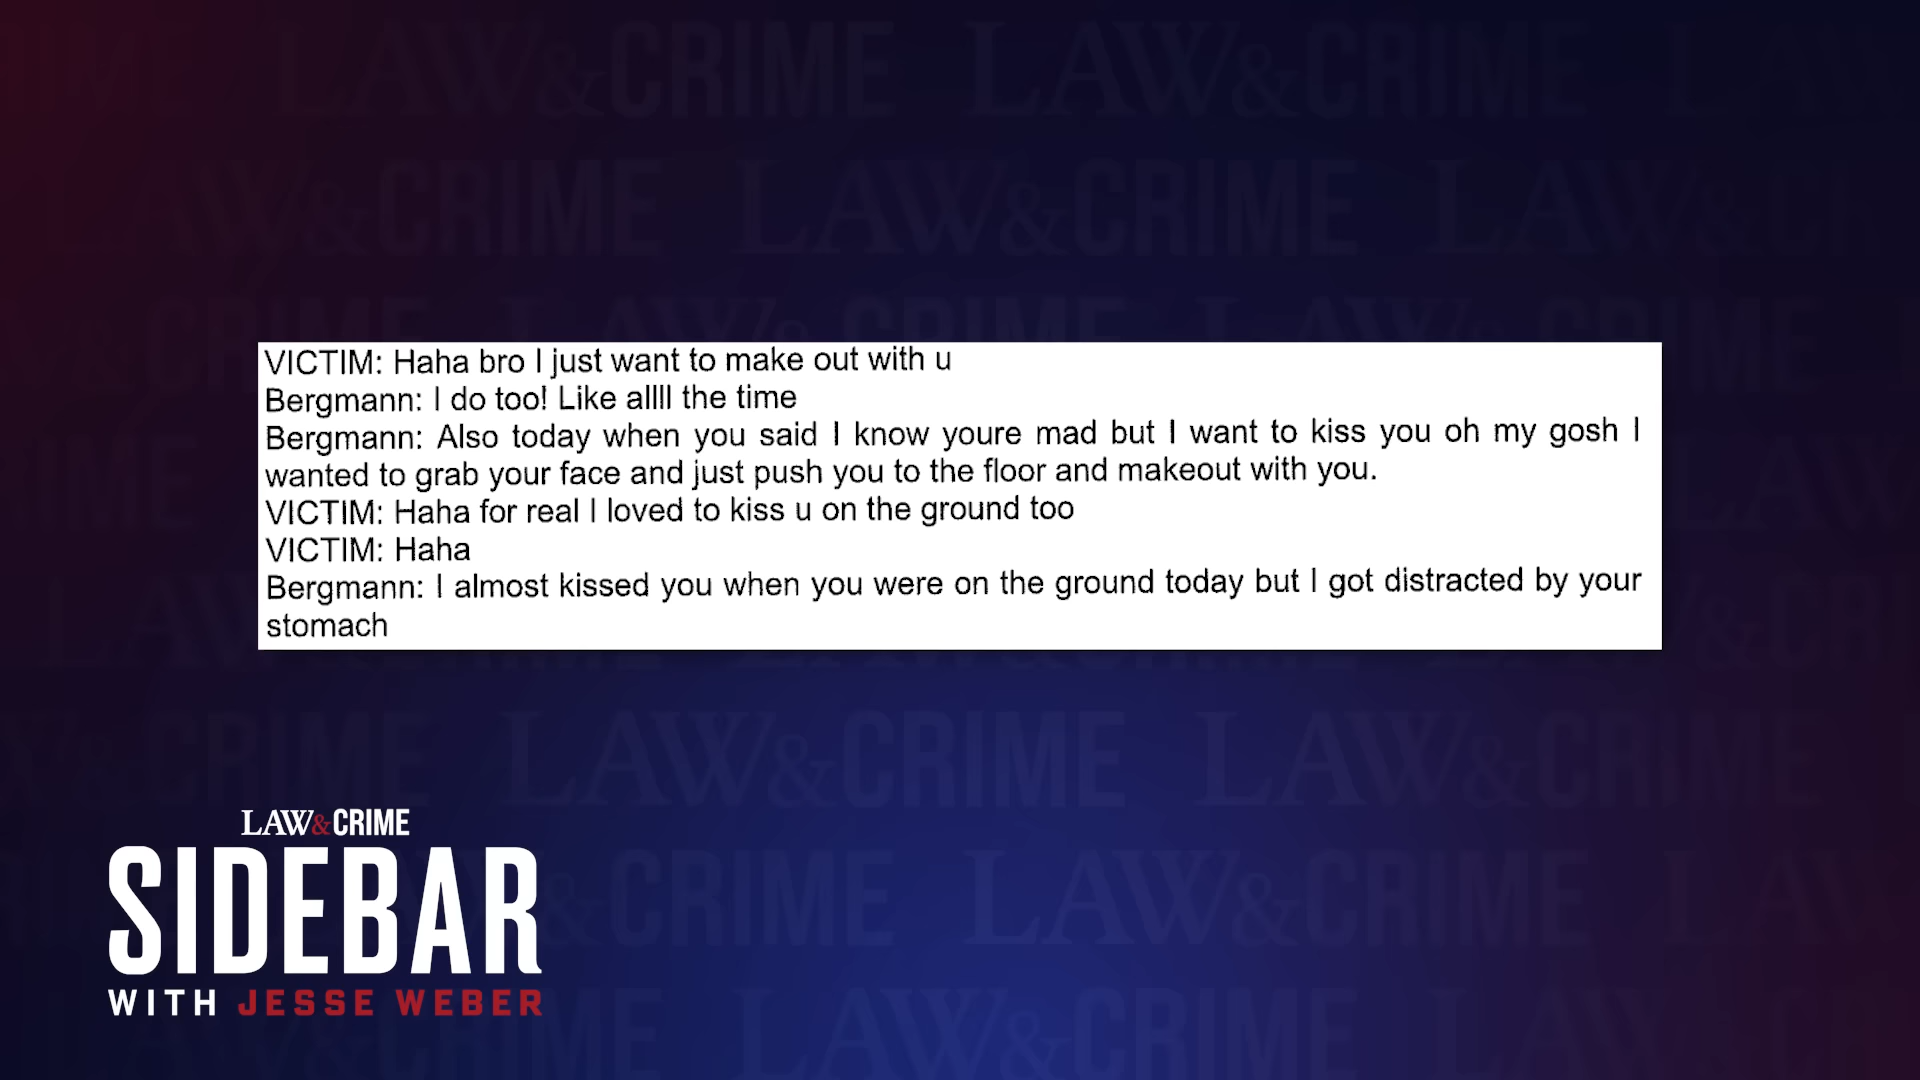 VICTIM: Haha bro I just want to make out with u
Bergmann: I do too! Like allll the time
Bergmann: Also today when you said I know youre mad but I want to kiss you oh my gosh I
wanted to grab your face and just push you to the floor and makeout with you.
VICTIM: Haha for real I loved to kiss u on the ground too
VICTIM: Haha
Bergmann: I almost kissed you when you were on the ground today but I got distracted by your
stomach
LAW&CRIME
SIDEBAR
WITH JESSE WEBER